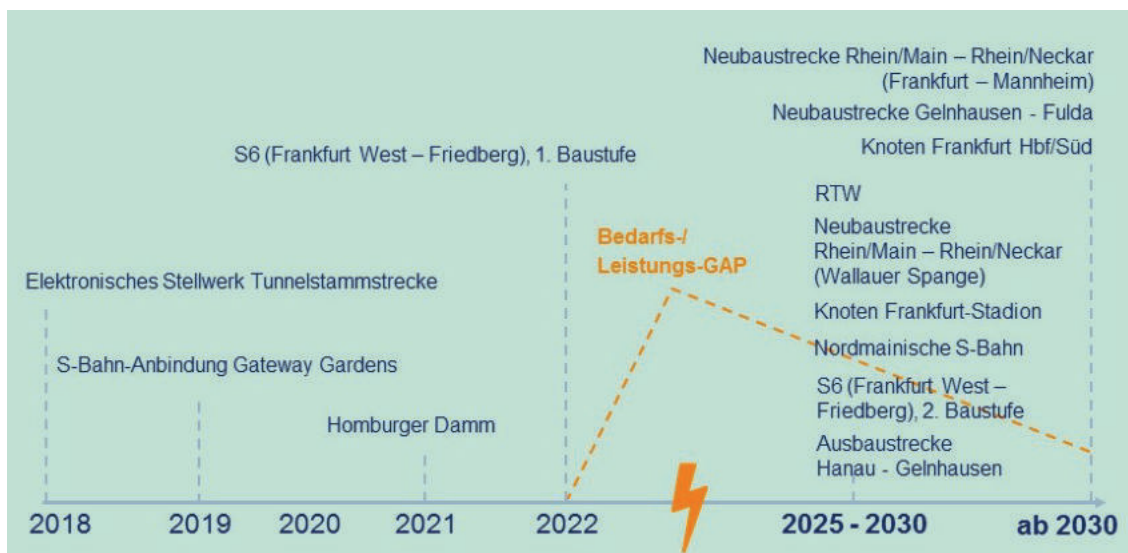 Neubaustrecke Rhein/Main – Rhein/Neckar
(Frankfurt – Mannheim)
Neubaustrecke Gelnhausen - Fulda
Knoten Frankfurt Hbf/Süd
S6 (Frankfurt West – Friedberg), 1. Baustufe
RTW
Neubaustrecke
Rhein/Main – Rhein/Neckar
(Wallauer Spange)
Bedarfs-/
Leistungs-GAP
Elektronisches Stellwerk Tunnelstammstrecke
Knoten Frankfurt-Stadion
Nordmainische S-Bahn
S-Bahn-Anbindung Gateway Gardens
S6 (Frankfurt West –
Friedberg), 2. Baustufe
Homburger Damm
Ausbaustrecke
Hanau - Gelnhausen
2018
2019
2020
2021
2022
2025 - 2030
ab 2030